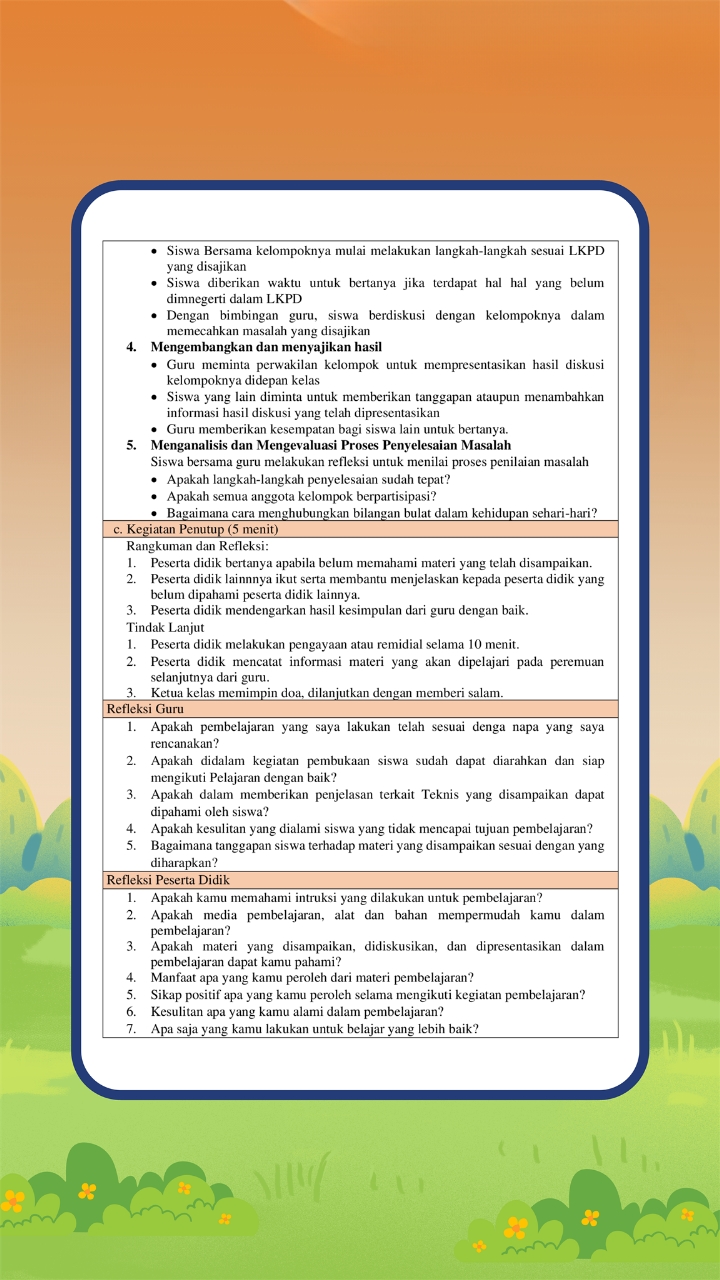 • Siswa Bersama kelompoknya mulai melakukan langkah-langkah sesuai LKPD
yang disajikan
• Siswa diberikan waktu untuk bertanya jika terdapat hal hal yang belum
dimnegerti dalam LKPD
• Dengan bimbingan guru, siswa berdiskusi dengan kelompoknya dalam
memecahkan masalah yang disajikan
4. Mengembangkan dan menyajikan hasil
• Guru meminta perwakilan kelompok untuk mempresentasikan hasil diskusi
kelompoknya didepan kelas
• Siswa yang lain diminta untuk memberikan tanggapan ataupun menambahkan
informasi hasil diskusi yang telah dipresentasikan
• Guru memberikan kesempatan bagi siswa lain untuk bertanya.
5. Menganalisis dan Mengevaluasi Proses Penyelesaian Masalah
Siswa bersama guru melakukan refleksi untuk menilai proses penilaian masalah
• Apakah langkah-langkah penyelesaian sudah tepat?
• Apakah semua anggota kelompok berpartisipasi?
• Bagaimana cara menghubungkan bilangan bulat dalam kehidupan sehari-hari?
c. Kegiatan Penutup (5 menit)
Rangkuman dan Refleksi:
1. Peserta didik bertanya apabila belum memahami materi yang telah disampaikan.
2. Peserta didik lainnnya ikut serta membantu menjelaskan kepada peserta didik yang
belum dipahami peserta didik lainnya.
3. Peserta didik mendengarkan hasil kesimpulan dari guru dengan baik.
Tindak Lanjut
1. Peserta didik melakukan pengayaan atau remidial selama 10 menit.
2. Peserta didik mencatat informasi materi yang akan dipelajari pada peremuan
selanjutnya dari guru.
3. Ketua kelas memimpin doa, dilanjutkan dengan memberi salam.
Refleksi Guru
1. Apakah pembelajaran yang saya lakukan telah sesuai denga napa yang saya
rencanakan?
2. Apakah didalam kegiatan pembukaan siswa sudah dapat diarahkan dan siap
mengikuti Pelajaran dengan baik?
3. Apakah dalam memberikan penjelasan terkait Teknis yang disampaikan dapat
dipahami oleh siswa?
4. Apakah kesulitan yang dialami siswa yang tidak mencapai tujuan pembelajaran?
5. Bagaimana tanggapan siswa terhadap materi yang disampaikan sesuai dengan yang
diharapkan?
Refleksi Peserta Didik
1. Apakah kamu memahami intruksi yang dilakukan untuk pembelajaran?
2. Apakah media pembelajaran, alat dan bahan mempermudah kamu dalam
pembelajaran?
3. Apakah materi yang disampaikan, didiskusikan, dan dipresentasikan dalam
pembelajaran dapat kamu pahami?
4. Manfaat apa yang kamu peroleh dari materi pembelajaran?
5. Sikap positif apa yang kamu peroleh selama mengikuti kegiatan pembelajaran?
6. Kesulitan apa yang kamu alami dalam pembelajaran?
7. Apa saja yang kamu lakukan untuk belajar yang lebih baik?